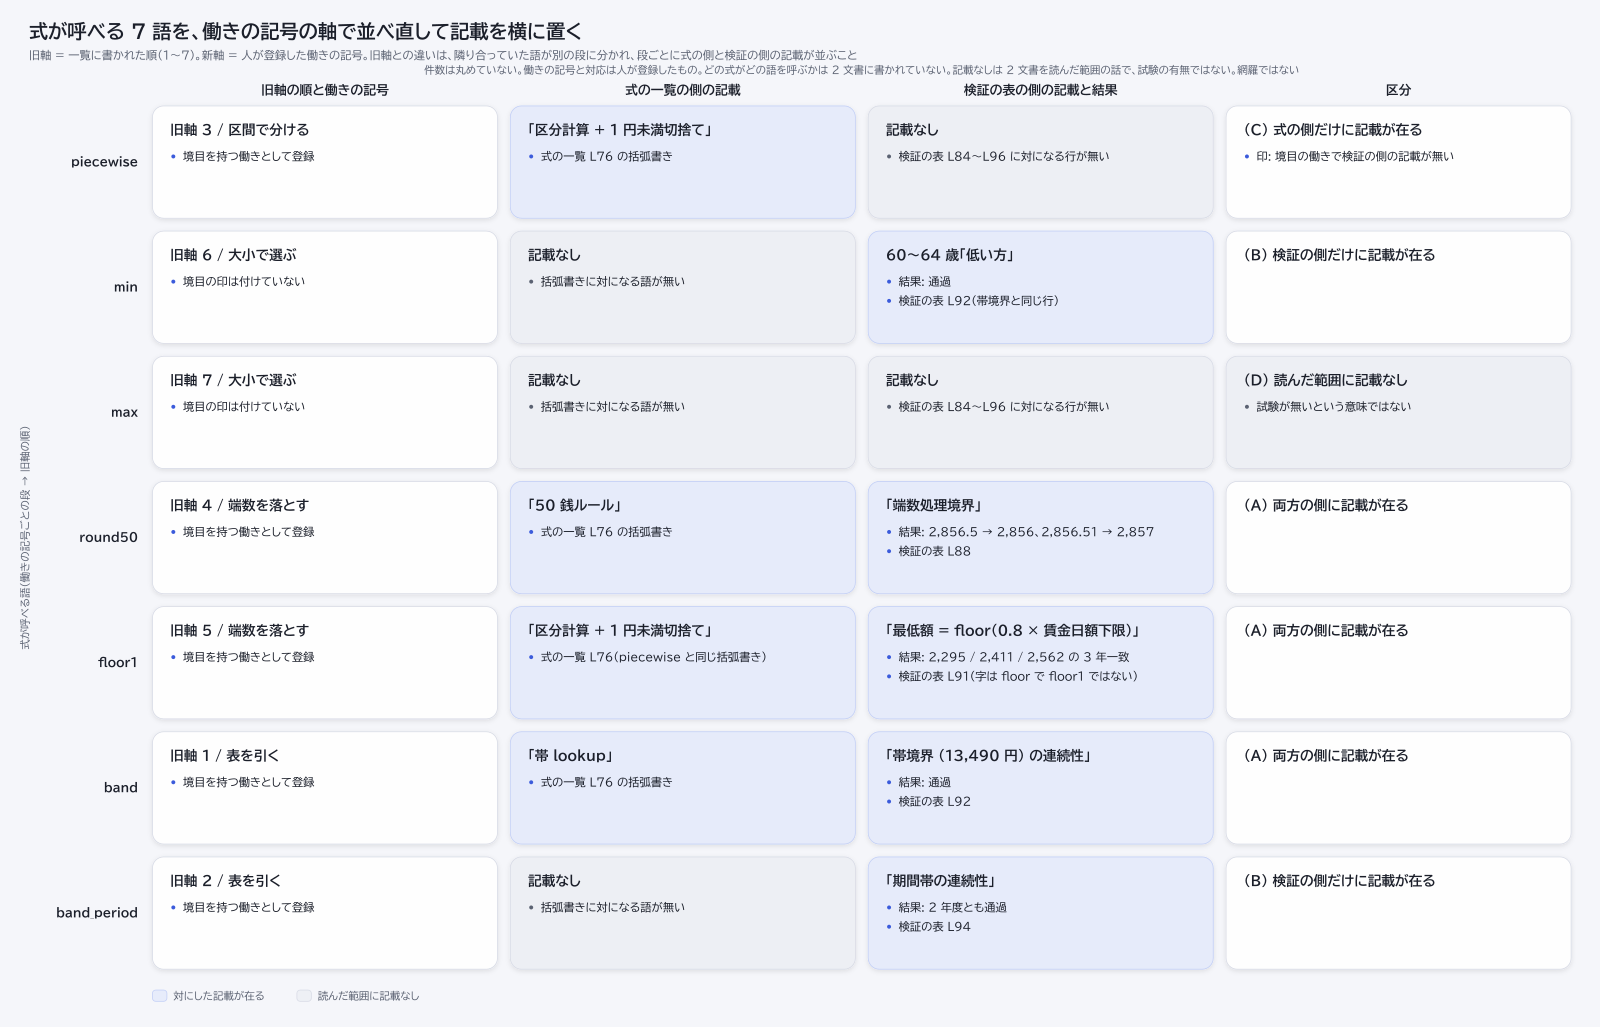 式が呼べる 7 語を、働きの記号の軸で並べ直して記載を横に置く
旧軸 = 一覧に書かれた順(1〜7)。新軸 = 人が登録した働きの記号。旧軸との違いは、隣り合っていた語が別の段に分かれ、段ごとに式の側と検証の側の記載が並ぶこと
件数は丸めていない。働きの記号と対応は人が登録したもの。どの式がどの語を呼ぶかは 2 文書に書かれていない。記載なしは 2 文書を読んだ範囲の話で、試験の有無ではない。網羅ではない
旧軸の順と働きの記号
式の一覧の側の記載
検証の表の側の記載と結果
区分
式が呼べる語(働きの記号ごとの段 → 旧軸の順)
piecewise
旧軸 3 / 区間で分ける
• 境目を持つ働きとして登録
「区分計算 + 1 円未満切捨て」
• 式の一覧 L76 の括弧書き
記載なし
• 検証の表 L84〜L96 に対になる行が無い
(C) 式の側だけに記載が在る
• 印: 境目の働きで検証の側の記載が無い
min
旧軸 6 / 大小で選ぶ
• 境目の印は付けていない
記載なし
• 括弧書きに対になる語が無い
60〜64 歳「低い方」
• 結果: 通過
• 検証の表 L92(帯境界と同じ行)
(B) 検証の側だけに記載が在る
max
旧軸 7 / 大小で選ぶ
• 境目の印は付けていない
記載なし
• 括弧書きに対になる語が無い
記載なし
• 検証の表 L84〜L96 に対になる行が無い
(D) 読んだ範囲に記載なし
• 試験が無いという意味ではない
round50
旧軸 4 / 端数を落とす
• 境目を持つ働きとして登録
「50 銭ルール」
• 式の一覧 L76 の括弧書き
「端数処理境界」
• 結果: 2,856.5 → 2,856、2,856.51 → 2,857
• 検証の表 L88
(A) 両方の側に記載が在る
floor1
旧軸 5 / 端数を落とす
• 境目を持つ働きとして登録
「区分計算 + 1 円未満切捨て」
• 式の一覧 L76(piecewise と同じ括弧書き)
「最低額 = floor(0.8 × 賃金日額下限)」
• 結果: 2,295 / 2,411 / 2,562 の 3 年一致
• 検証の表 L91(字は floor で floor1 ではない)
(A) 両方の側に記載が在る
band
旧軸 1 / 表を引く
• 境目を持つ働きとして登録
「帯 lookup」
• 式の一覧 L76 の括弧書き
「帯境界 (13,490 円) の連続性」
• 結果: 通過
• 検証の表 L92
(A) 両方の側に記載が在る
band_period
旧軸 2 / 表を引く
• 境目を持つ働きとして登録
記載なし
• 括弧書きに対になる語が無い
「期間帯の連続性」
• 結果: 2 年度とも通過
• 検証の表 L94
(B) 検証の側だけに記載が在る
対にした記載が在る
読んだ範囲に記載なし